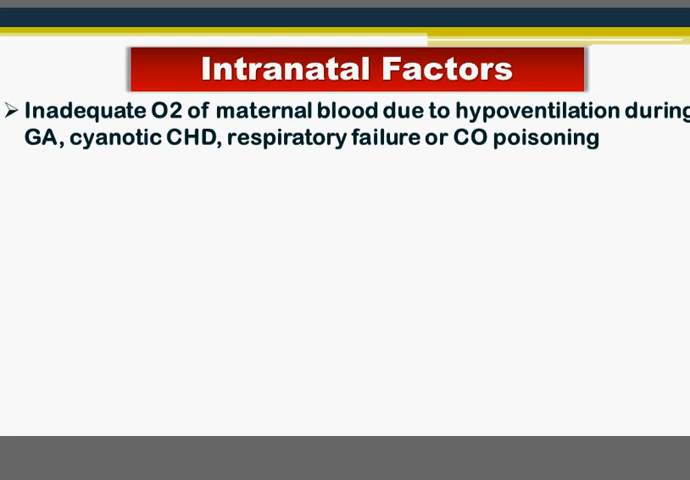 Intranatal Factors
➢ Inadequate O2 of maternal blood due to hypoventilation during
GA, cyanotic CHD, respiratory failure or CO poisoning